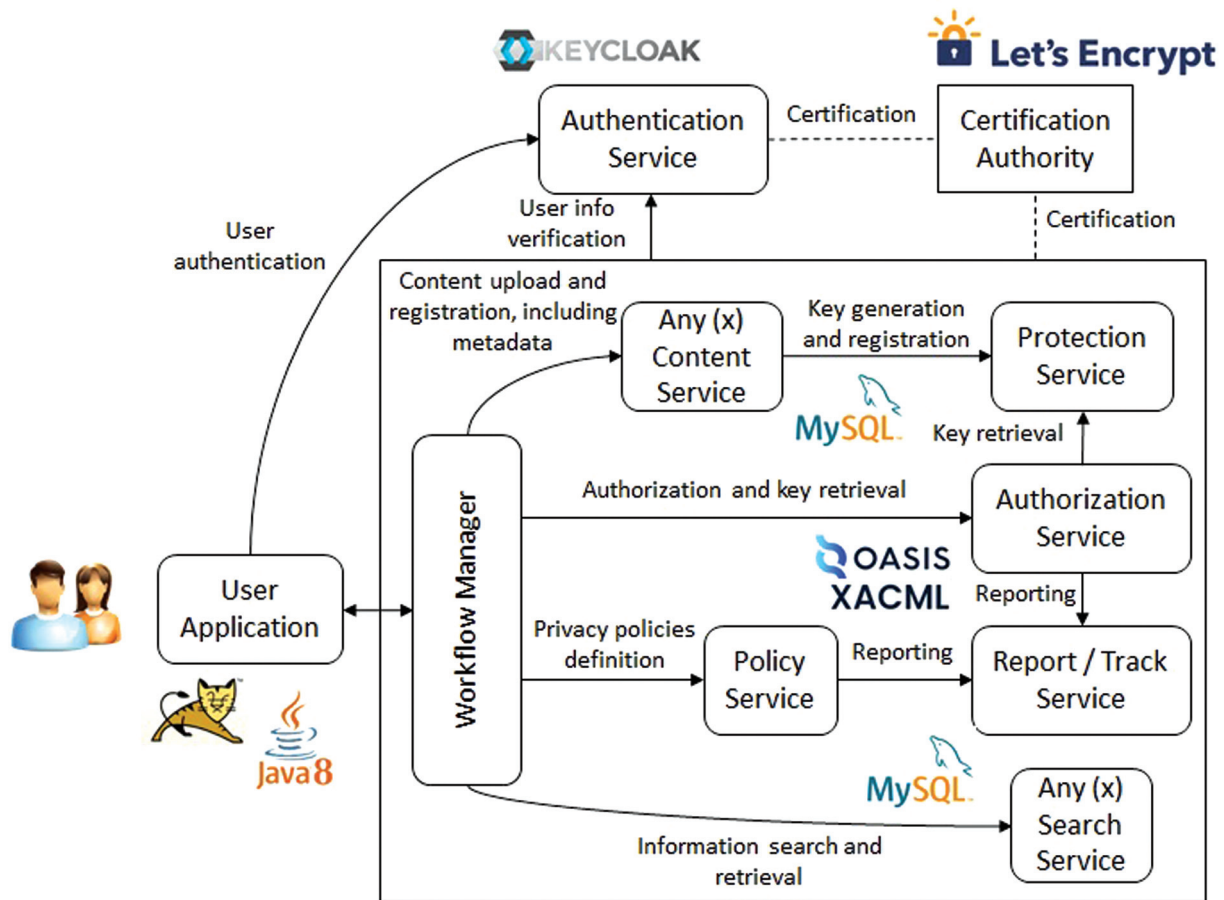 KEYCLOAK
Let's Encrypt
Authentication
Service
Certification
Certification
Authority
User info
verification
Certification
User
authentication
Content upload and
registration, including
metadata
Any (x)
Content
Service
Key generation
and registration
Protection
Service
MySQL
Key retrieval
Workflow Manager
Authorization and key retrieval
Authorization
Service
OASIS
XACML
Reporting
User
Application
Privacy policies
definition
Policy
Service
Reporting
Report / Track
Service
Java 8
MySQL
Any (x)
Search
Service
Information search and
retrieval